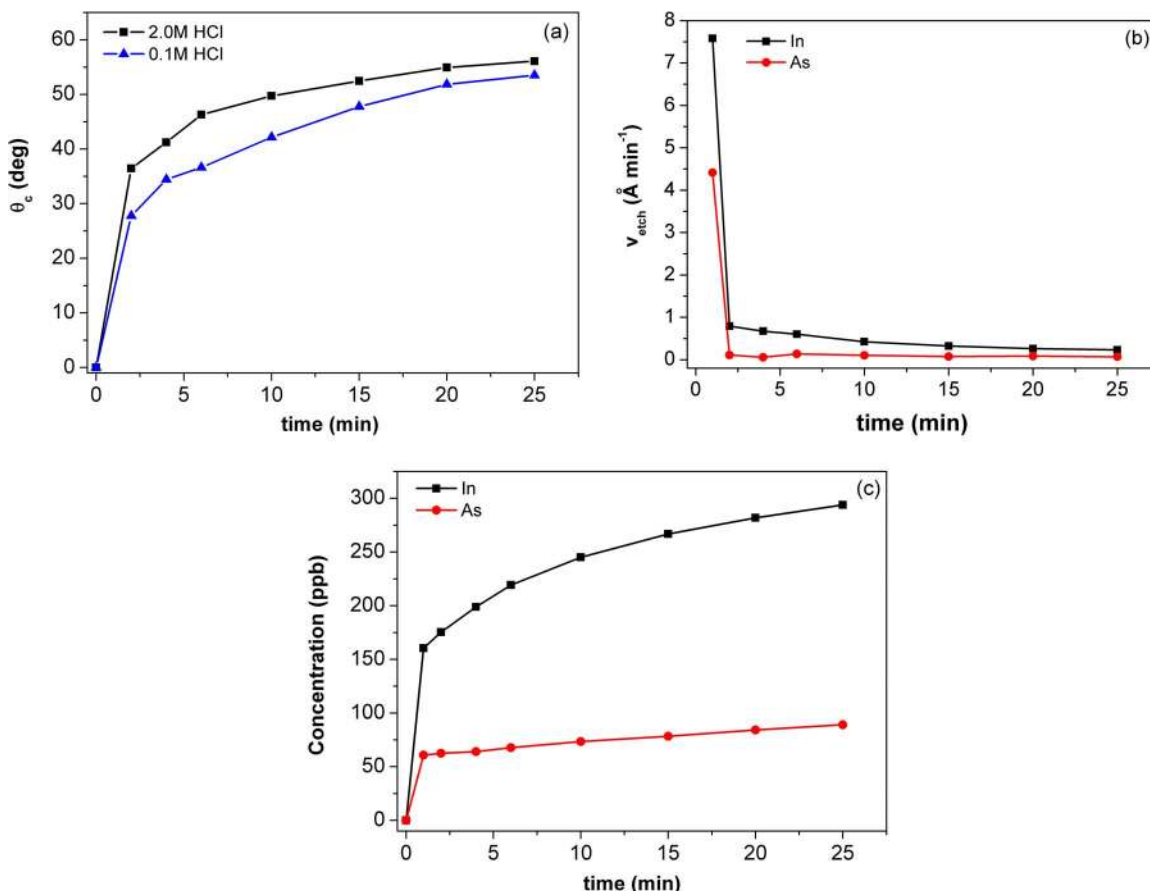 (a)
2.0M HCl
0.1M HCl
θc (deg)
60
50
40
30
20
10
0
0 5 10 15 20 25
time (min)
(b)
In
As
vetch (Å min-1)
8
7
6
5
4
3
2
1
0
0 5 10 15 20 25
time (min)
(c)
In
As
Concentration (ppb)
300
250
200
150
100
50
0
0 5 10 15 20 25
time (min)